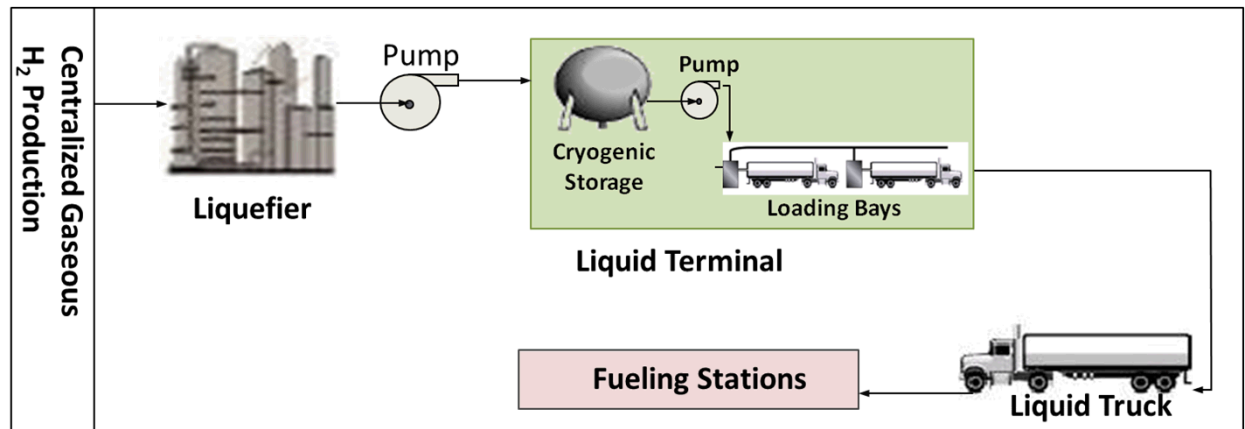 Centralized Gaseous
H₂ Production
Liquefier
Pump
Pump
Cryogenic
Storage
Loading Bays
Liquid Terminal
Fueling Stations
Liquid Truck